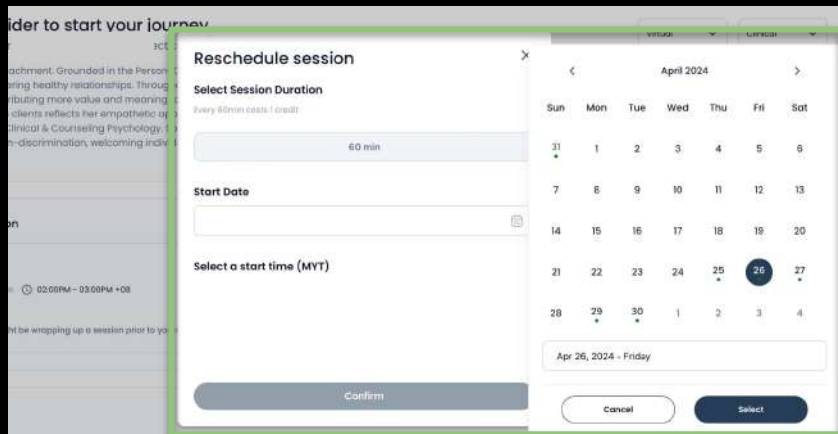 ider to start your journey
achment. Grounded in the Person
ering healthy relationships. Throug
ributing more value and meaning
clients reflects her empathetic ap
Clinical & Counseling Psychology. S
n-discrimination, welcoming indivi
on
02:00PM - 03:00PM +08
ht be wrapping up a session prior to yo
Virtual
Clinical
Reschedule session
Select Session Duration
Every 60min costs 1 credit
60 min
Start Date
Select a start time (MYT)
Confirm
April 2024
Sun Mon Tue Wed Thu Fri Sat
31 1 2 3 4 5 6
7 8 9 10 11 12 13
14 15 16 17 18 19 20
21 22 23 24 25 26 27
28 29 30 1 2 3 4
Apr 26, 2024 - Friday
Cancel
Select